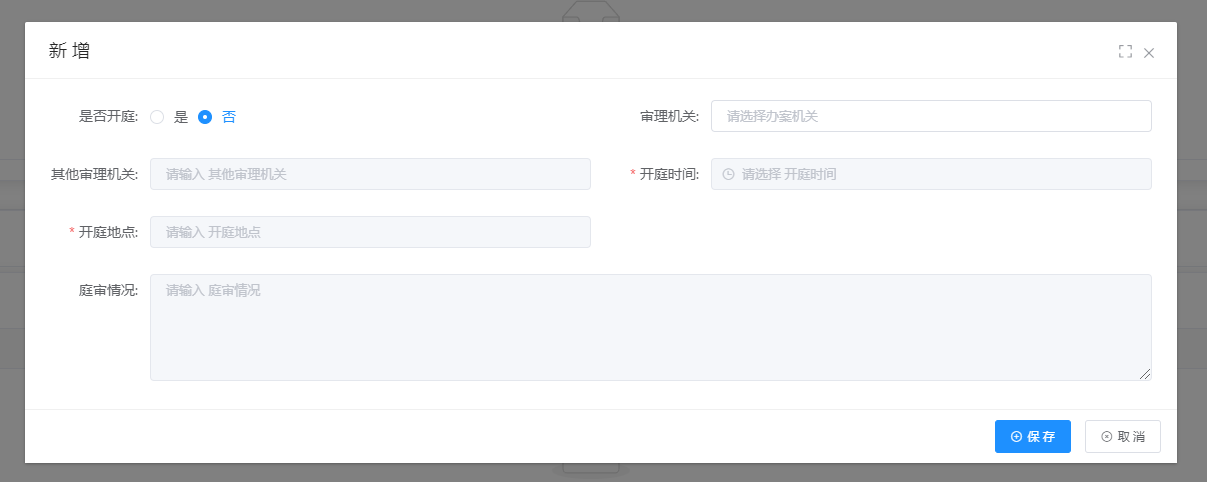 新增
是否开庭: 是 否 审理机关: 请选择办案机关
其他审理机关: 请输入 其他审理机关 * 开庭时间: 请选择 开庭时间
* 开庭地点: 请输入 开庭地点
庭审情况: 请输入 庭审情况
保存 取消